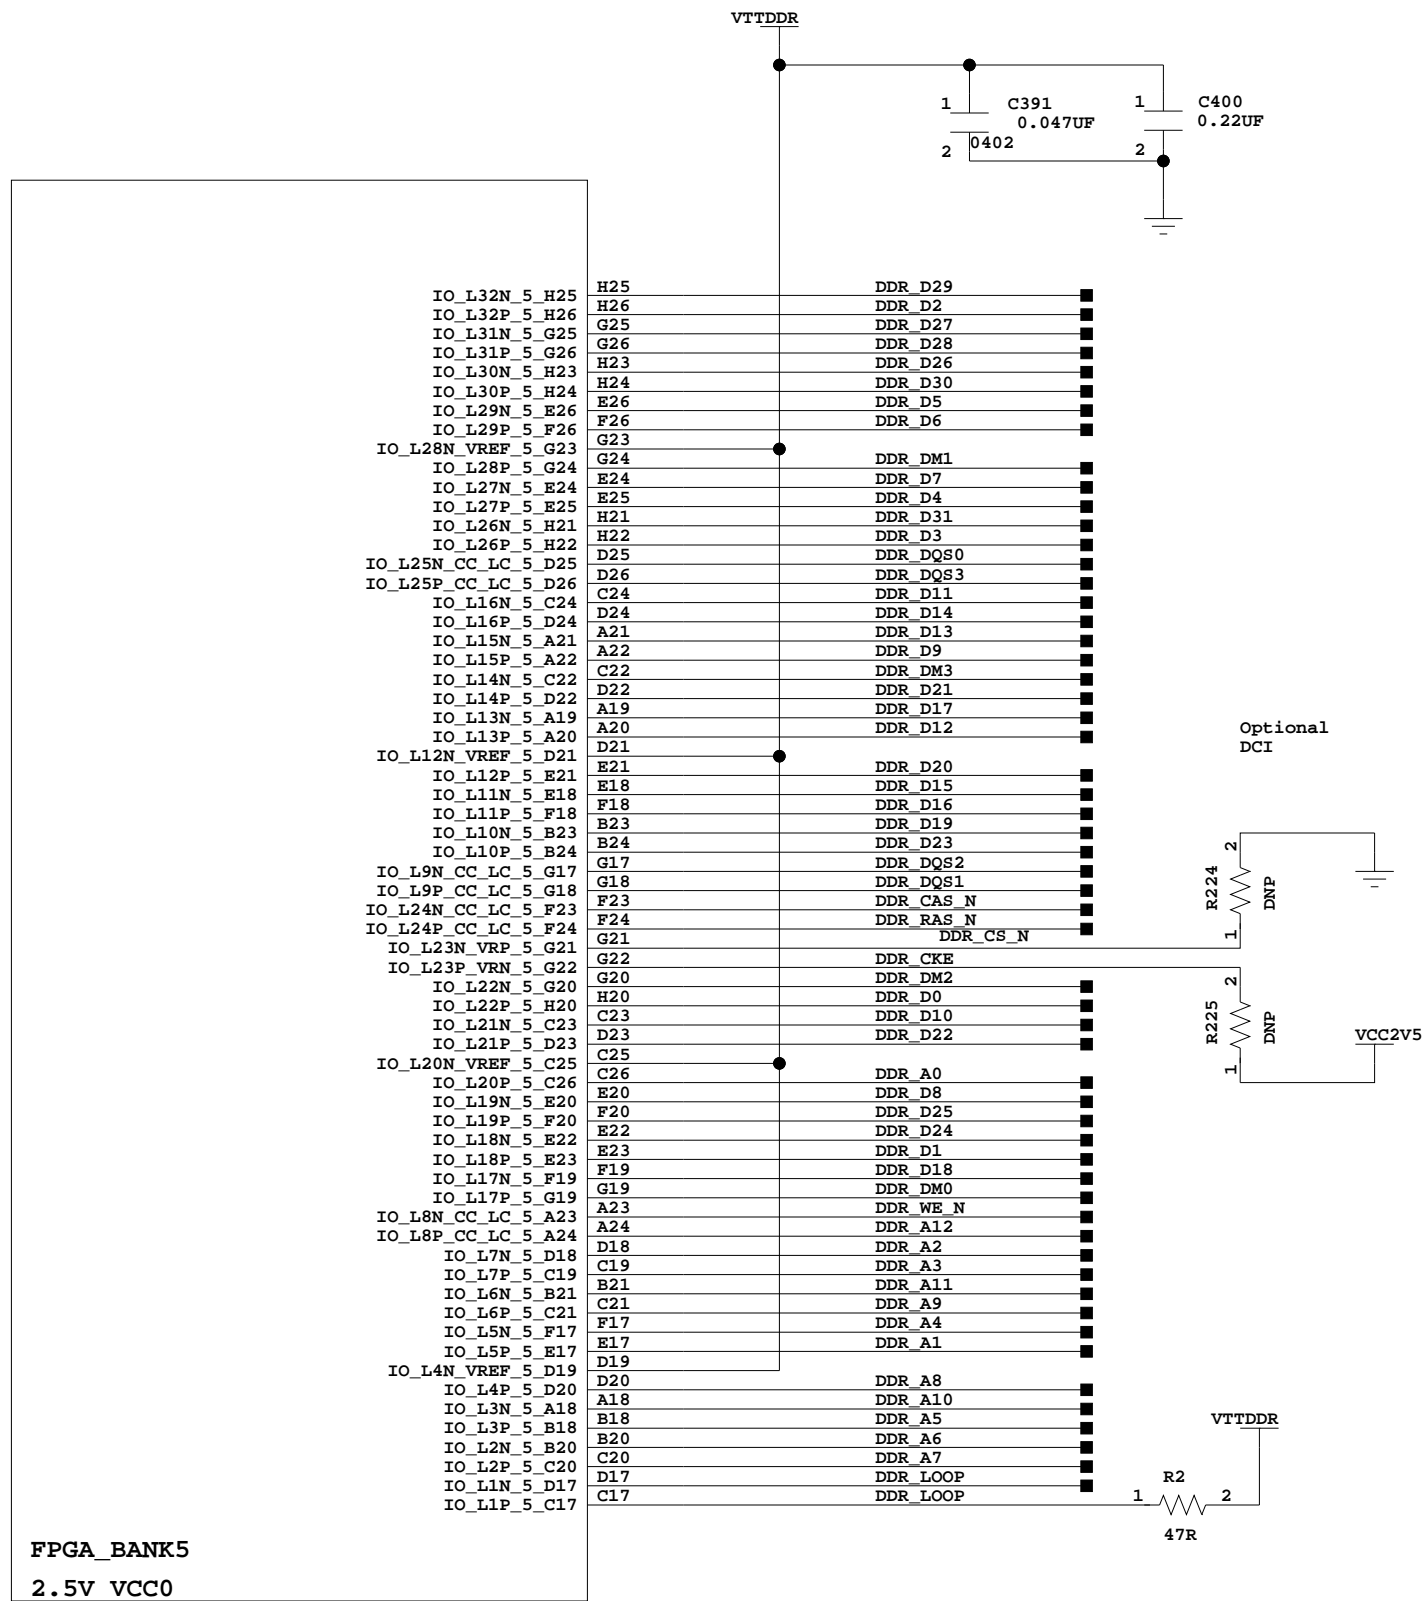 VTTDDR
1 C391
0.047UF
2 0402
1 C400
0.22UF
2
IO_L32N_5_H25 H25 DDR_D29
IO_L32P_5_H26 H26 DDR_D2
IO_L31N_5_G25 G25 DDR_D27
IO_L31P_5_G26 G26 DDR_D28
IO_L30N_5_H23 H23 DDR_D26
IO_L30P_5_H24 H24 DDR_D30
IO_L29N_5_E26 E26 DDR_D5
IO_L29P_5_F26 F26 DDR_D6
IO_L28N_VREF_5_G23 G23
IO_L28P_5_G24 G24 DDR_DM1
IO_L27N_5_E24 E24 DDR_D7
IO_L27P_5_E25 E25 DDR_D4
IO_L26N_5_H21 H21 DDR_D31
IO_L26P_5_H22 H22 DDR_D3
IO_L25N_CC_LC_5_D25 D25 DDR_DQS0
IO_L25P_CC_LC_5_D26 D26 DDR_DQS3
IO_L16N_5_C24 C24 DDR_D11
IO_L16P_5_D24 D24 DDR_D14
IO_L15N_5_A21 A21 DDR_D13
IO_L15P_5_A22 A22 DDR_D9
IO_L14N_5_C22 C22 DDR_DM3
IO_L14P_5_D22 D22 DDR_D21
IO_L13N_5_A19 A19 DDR_D17
IO_L13P_5_A20 A20 DDR_D12
IO_L12N_VREF_5_D21 D21
IO_L12P_5_E21 E21 DDR_D20
IO_L11N_5_E18 E18 DDR_D15
IO_L11P_5_F18 F18 DDR_D16
IO_L10N_5_B23 B23 DDR_D19
IO_L10P_5_B24 B24 DDR_D23
IO_L9N_CC_LC_5_G17 G17 DDR_DQS2
IO_L9P_CC_LC_5_G18 G18 DDR_DQS1
IO_L24N_CC_LC_5_F23 F23 DDR_CAS_N
IO_L24P_CC_LC_5_F24 F24 DDR_RAS_N
IO_L23N_VRP_5_G21 G21 DDR_CS_N
IO_L23P_VRN_5_G22 G22 DDR_CKE
IO_L22N_5_G20 G20 DDR_DM2
IO_L22P_5_H20 H20 DDR_D0
IO_L21N_5_C23 C23 DDR_D10
IO_L21P_5_D23 D23 DDR_D22
IO_L20N_VREF_5_C25 C25
IO_L20P_5_C26 C26 DDR_A0
IO_L19N_5_E20 E20 DDR_D8
IO_L19P_5_F20 F20 DDR_D25
IO_L18N_5_E22 E22 DDR_D24
IO_L18P_5_E23 E23 DDR_D1
IO_L17N_5_F19 F19 DDR_D18
IO_L17P_5_G19 G19 DDR_DM0
IO_L8N_CC_LC_5_A23 A23 DDR_WE_N
IO_L8P_CC_LC_5_A24 A24 DDR_A12
IO_L7N_5_D18 D18 DDR_A2
IO_L7P_5_C19 C19 DDR_A3
IO_L6N_5_B21 B21 DDR_A11
IO_L6P_5_C21 C21 DDR_A9
IO_L5N_5_F17 F17 DDR_A4
IO_L5P_5_E17 E17 DDR_A1
IO_L4N_VREF_5_D19 D19
IO_L4P_5_D20 D20 DDR_A8
IO_L3N_5_A18 A18 DDR_A10
IO_L3P_5_B18 B18 DDR_A5
IO_L2N_5_B20 B20 DDR_A6
IO_L2P_5_C20 C20 DDR_A7
IO_L1N_5_D17 D17 DDR_LOOP
IO_L1P_5_C17 C17 DDR_LOOP
Optional
DCI
2
R224
DNP
1
2
R225
DNP
1
VCC2V5
VTTDDR
R2
1 2
47R
FPGA_BANK5
2.5V VCC0